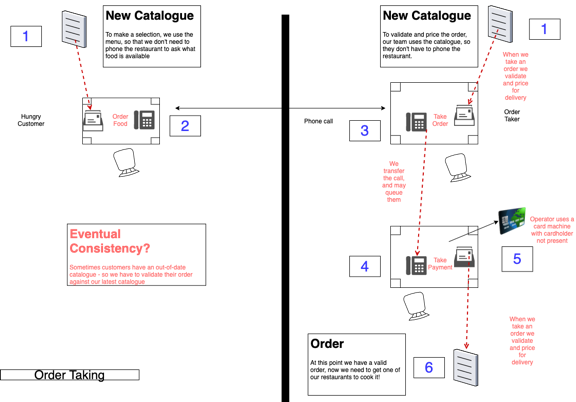 New Catalogue
To make a selection, we use the
menu, so that we don't need to
phone the restaurant to ask what
food is available
1
Hungry
Customer
Order
Food
2
Phone call
Eventual
Consistency?
Sometimes customers have an out-of-date
catalogue - so we have to validate their order
against our latest catalogue
Order Taking
New Catalogue
To validate and price the order,
our team uses the catalogue, so
they don't have to phone the
restaurant.
1
When we
take an
order we
validate
and price
for
delivery
3
Take
Order
Order
Taker
We
transfer
the call,
and may
queue
them
Operator uses a
card machine
with cardholder
not present
4
Take
Payment
5
When we
take an
order we
validate
and price
for
delivery
Order
At this point we have a valid
order, now we need to get one of
our restaurants to cook it!
6